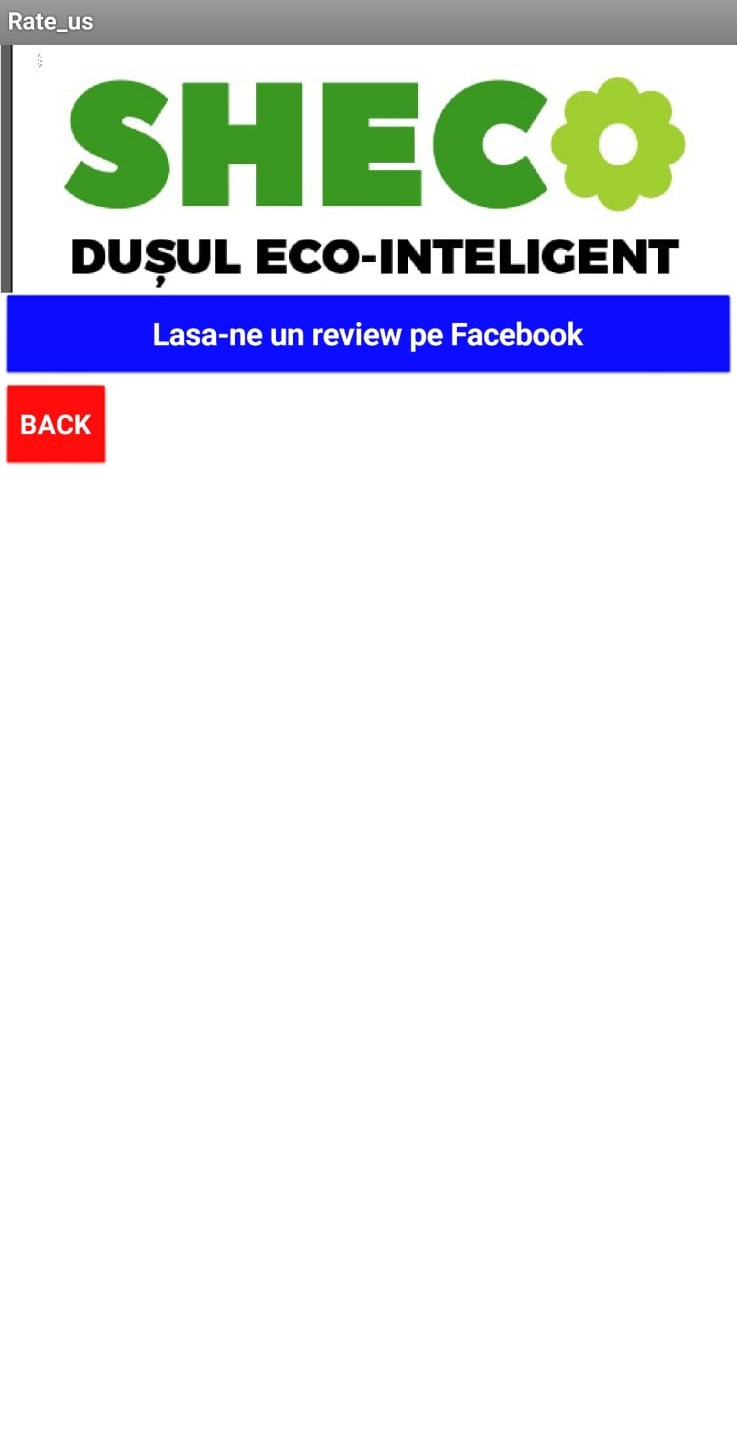 Rate_us
SHECO
DUȘUL ECO-INTELIGENT
Lasa-ne un review pe Facebook
BACK